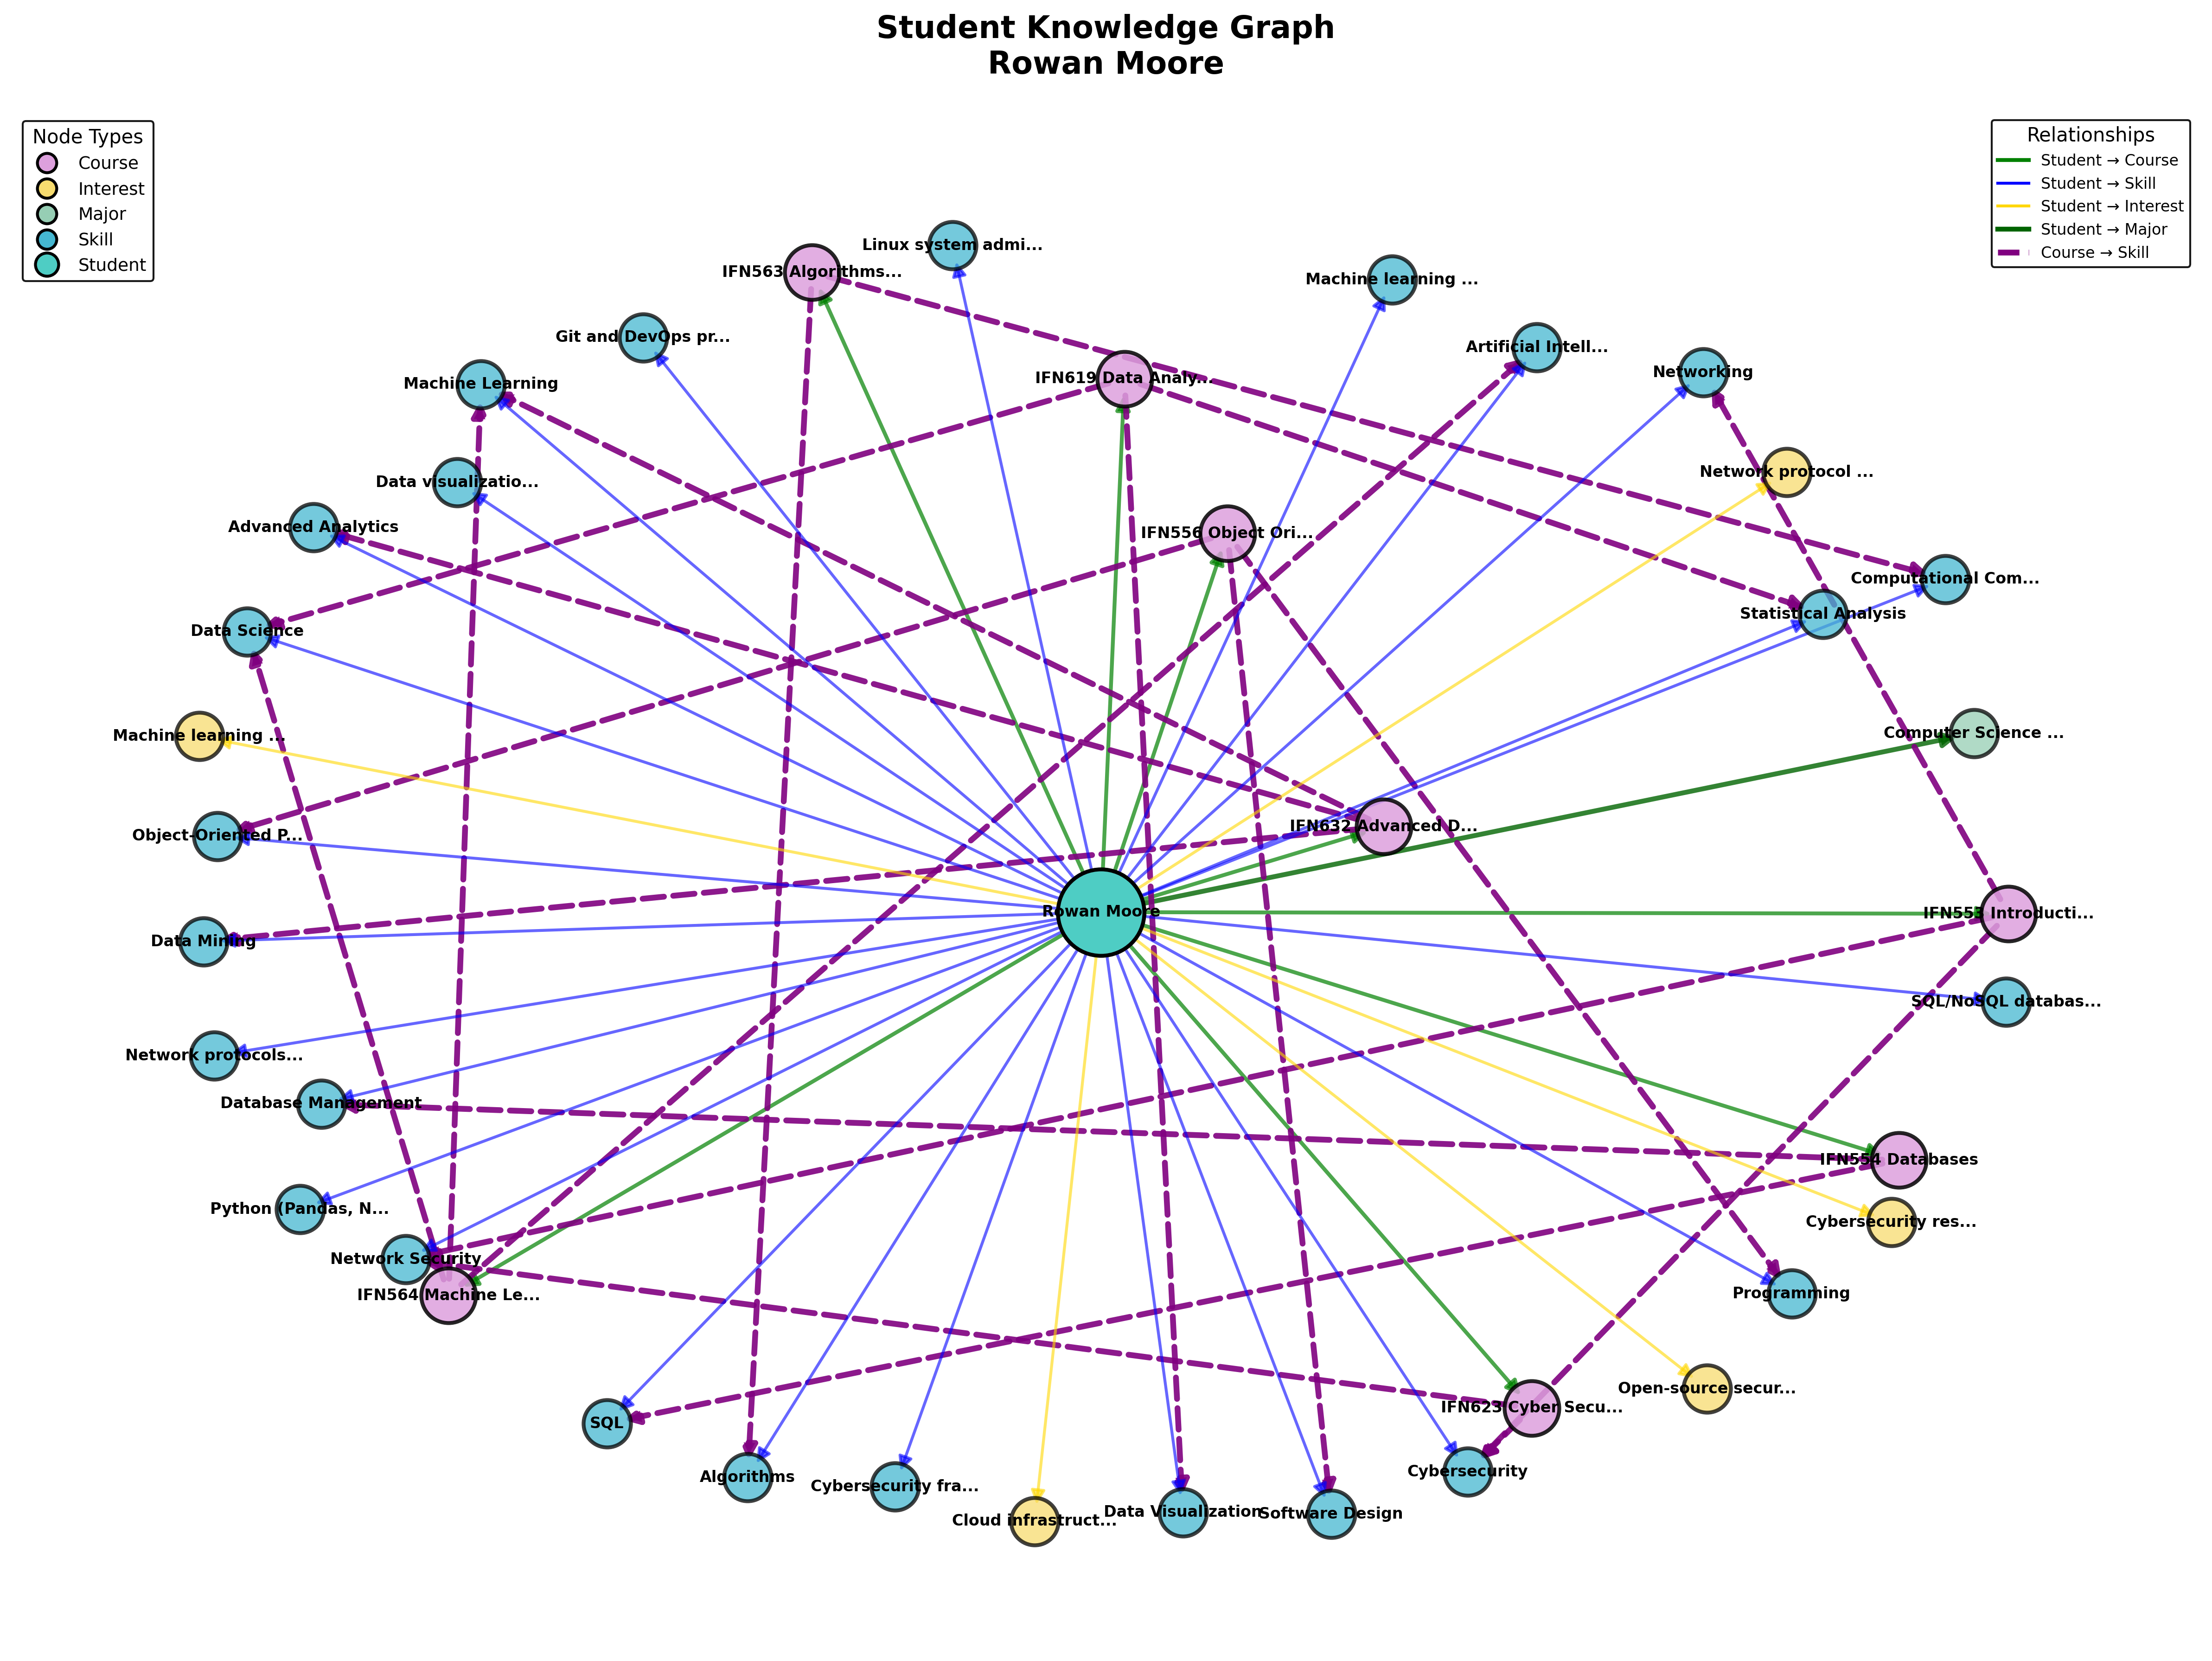 Student Knowledge Graph
Rowan Moore
Node Types
Course
Interest
Major
Skill
Student
Relationships
Student → Course
Student → Skill
Student → Interest
Student → Major
Course → Skill
Linux system admi...
IFN563 Algorithms...
Machine learning ...
Git and DevOps pr...
Artificial Intell...
Networking
IFN619 Data Analy...
Machine Learning
Network protocol ...
Data visualizatio...
Advanced Analytics
IFN556 Object Ori...
Computational Com...
Statistical Analysis
Data Science
Machine learning ...
Computer Science ...
IFN632 Advanced D...
Object-Oriented P...
Rowan Moore
IFN553 Introducti...
Data Mining
SQL/NoSQL databas...
Network protocols...
Database Management
IFN554 Databases
Python (Pandas, N...
Cybersecurity res...
Network Security
IFN564 Machine Le...
Programming
Open-source secur...
IFN623 Cyber Secu...
SQL
Cybersecurity
Algorithms
Cybersecurity fra...
Data Visualization
Software Design
Cloud infrastruct...